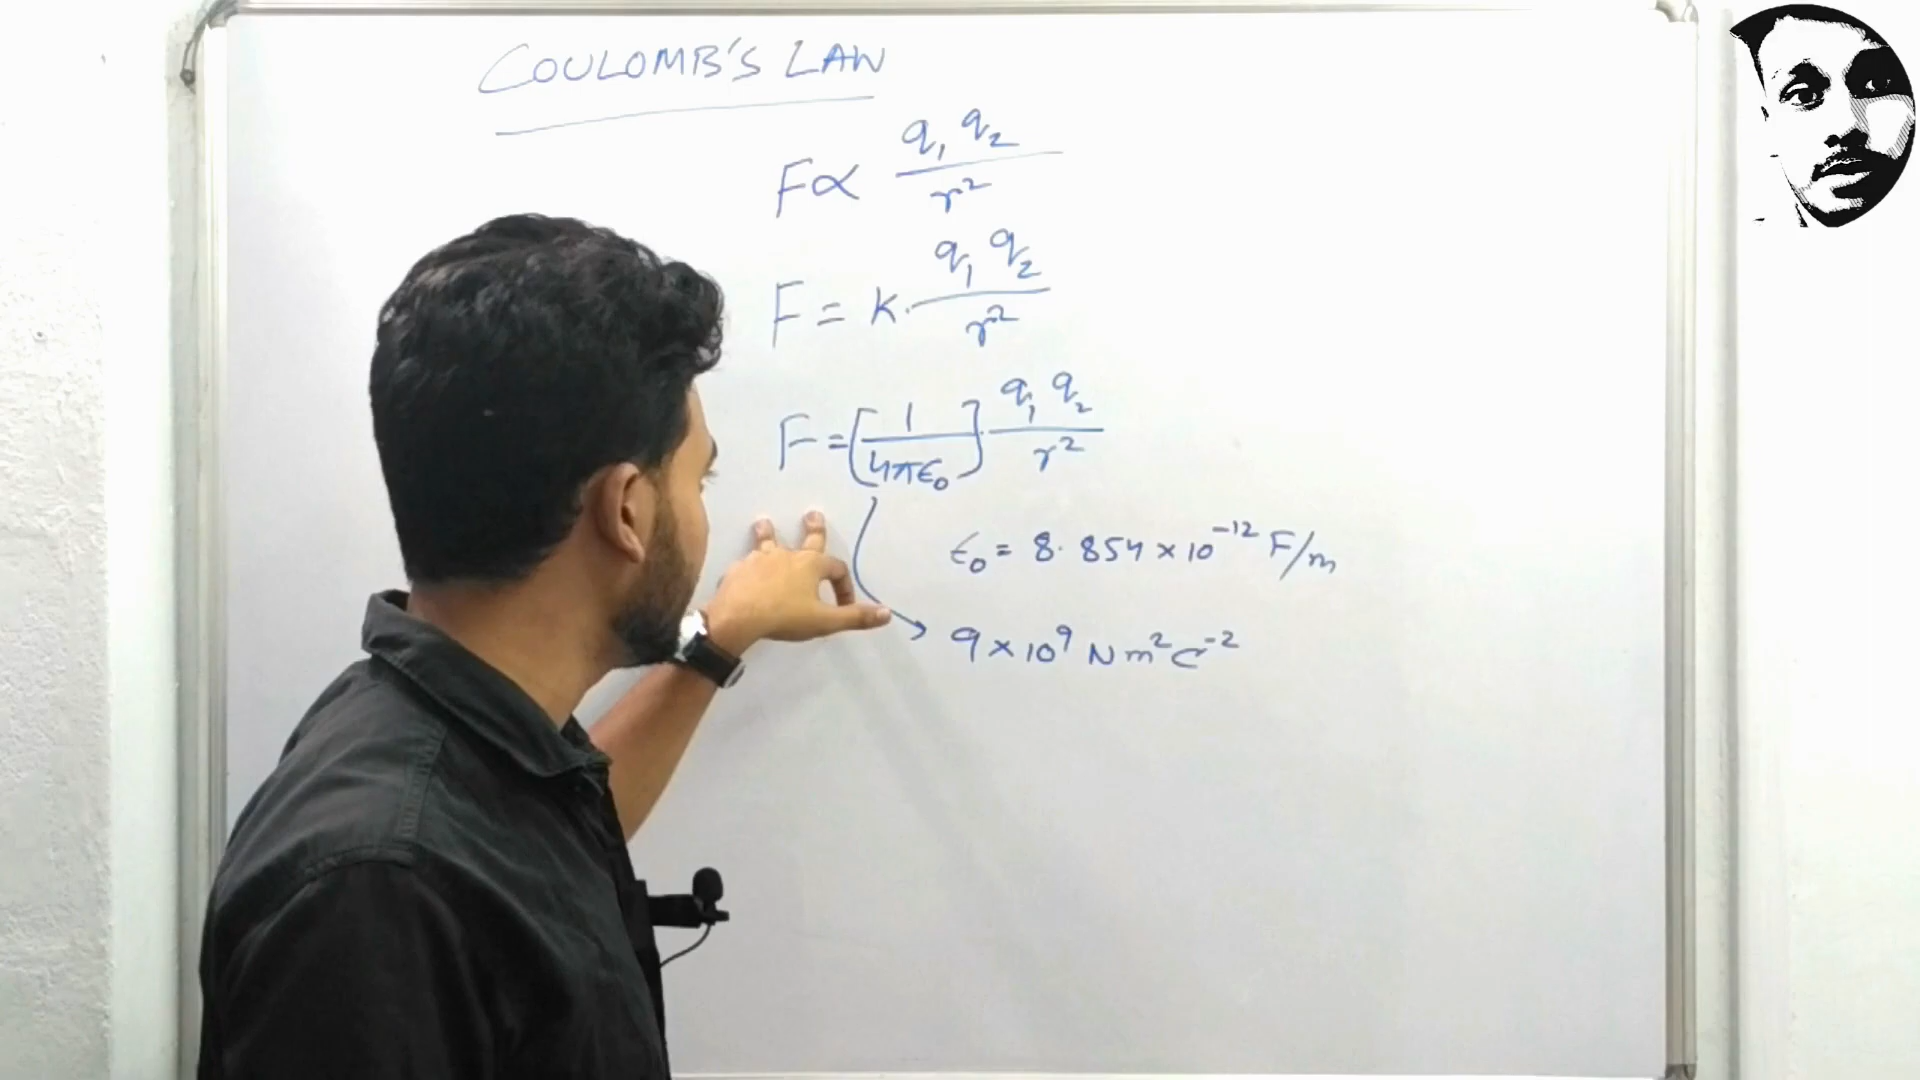 COULOMB'S LAW
F ∝ q₁ q₂ / r²
F = K · q₁ q₂ / r²
F = [1 / 4πϵ₀] · q₁ q₂ / r²
ϵ₀ = 8.854 × 10⁻¹² F/m
9 × 10⁹ N m² C⁻²